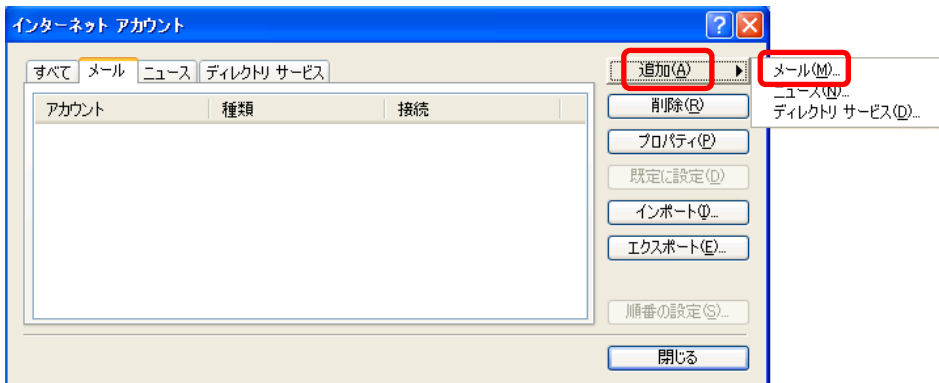 インターネット アカウント
すべて メール ニュース ディレクトリ サービス
アカウント 種類 接続
追加(A)
削除(R)
プロパティ(P)
既定に設定(D)
インポート(I)...
エクスポート(E)...
順番の設定(S)...
閉じる
メール(M)...
ニュース(N)...
ディレクトリ サービス(D)...